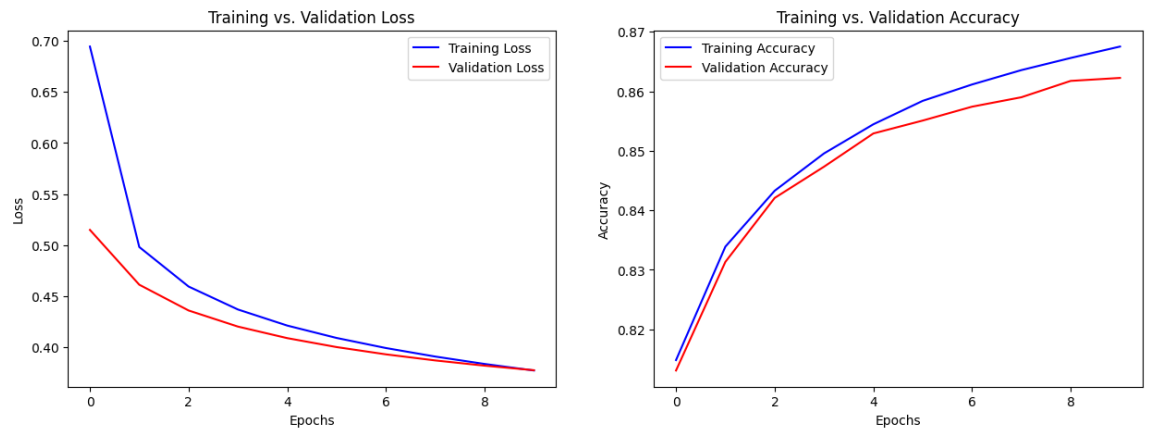 Training vs. Validation Loss
0.70
0.65
0.60
0.55
0.50
0.45
0.40
Loss
Training Loss
Validation Loss
0
2
4
6
8
Epochs
Training vs. Validation Accuracy
0.87
0.86
0.85
0.84
0.83
0.82
Accuracy
Training Accuracy
Validation Accuracy
0
2
4
6
8
Epochs